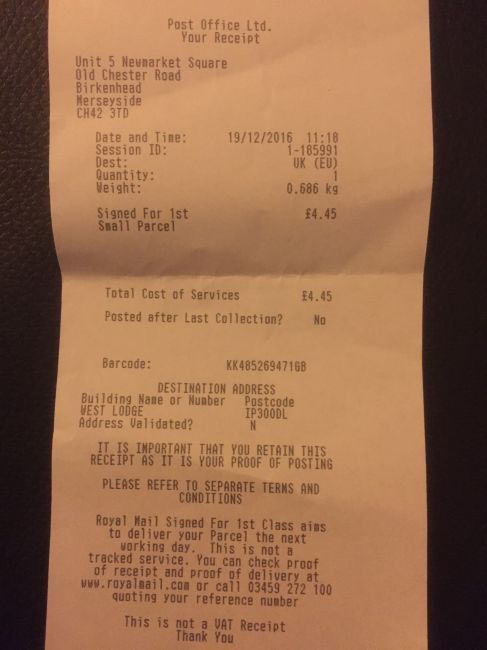 Post Office Ltd.
Your Receipt
Unit 5 Newmarket Square
Old Chester Road
Birkenhead
Merseyside
CH42 3TD
Date and Time: 19/12/2016 11:18
Session ID: 1-185991
Dest: UK (EU)
Quantity: 1
Weight: 0.686 kg
Signed For 1st £4.45
Small Parcel
Total Cost of Services £4.45
Posted after Last Collection? No
Barcode: KK485269471GB
DESTINATION ADDRESS
Building Name or Number Postcode
WEST LODGE IP300DL
Address Validated? N
IT IS IMPORTANT THAT YOU RETAIN THIS
RECEIPT AS IT IS YOUR PROOF OF POSTING
PLEASE REFER TO SEPARATE TERMS AND
CONDITIONS
Royal Mail Signed For 1st Class aims
to deliver your Parcel the next
working day. This is not a
tracked service. You can check proof
of receipt and proof of delivery at
www.royalmail.com or call 03459 272 100
quoting your reference number
This is not a VAT Receipt
Thank You